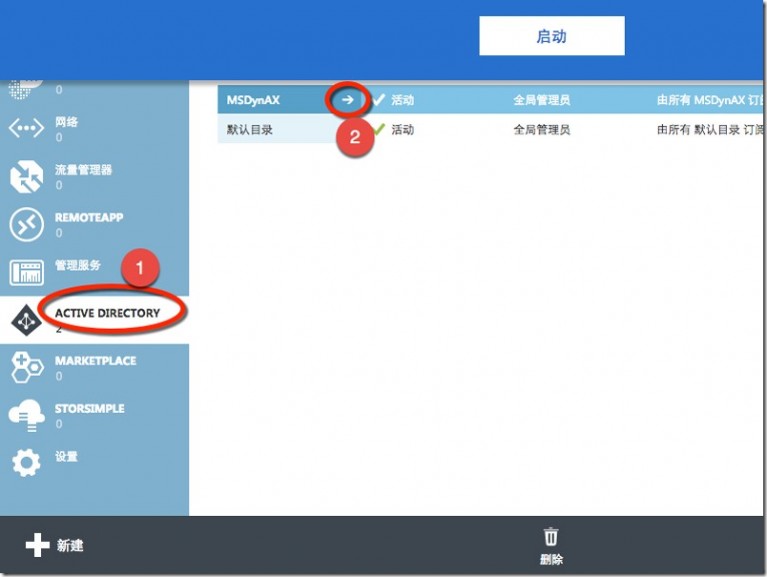 启动
0
网络
0
流量管理器
0
REMOTEAPP
0
管理服务
1
ACTIVE DIRECTORY
2
MARKETPLACE
0
STORSIMPLE
0
设置
MSDynAX 活动 全局管理员 由所有 MSDynAX 订阅
2
默认目录 活动 全局管理员 由所有 默认目录 订阅
新建
删除